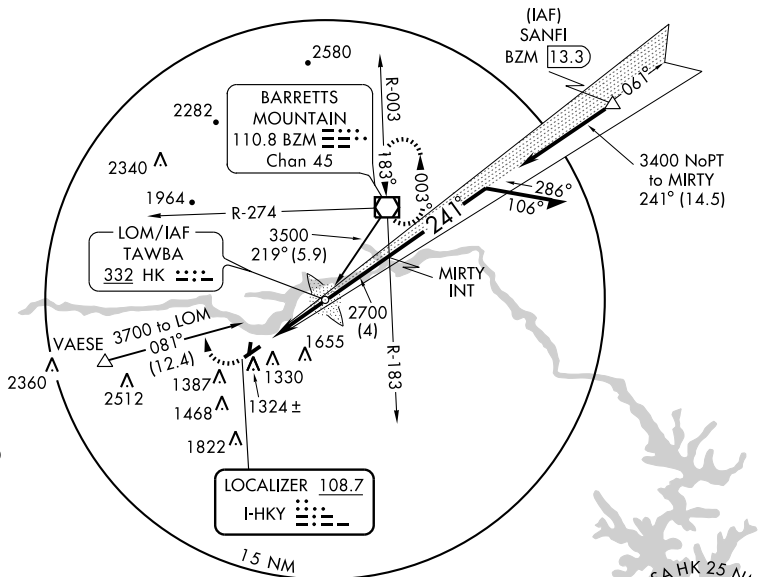 (IAF)
SANFI
BZM 13.3
061°
2580
R-003
BARRETTS
MOUNTAIN
110.8 BZM
Chan 45
2282
183°
003°
2340
3400 NoPT
to MIRTY
241° (14.5)
1964
R-274
286°
106°
241°
3500
219° (5.9)
LOM/IAF
TAWBA
332 HK
MIRTY
INT
2700
(4)
3700 to LOM
081°
(12.4)
VAESE
1655
R-183
2360
2512
1387
1330
1324 ±
1468
1822
LOCALIZER 108.7
I-HKY
15 NM
SA HK 25 N